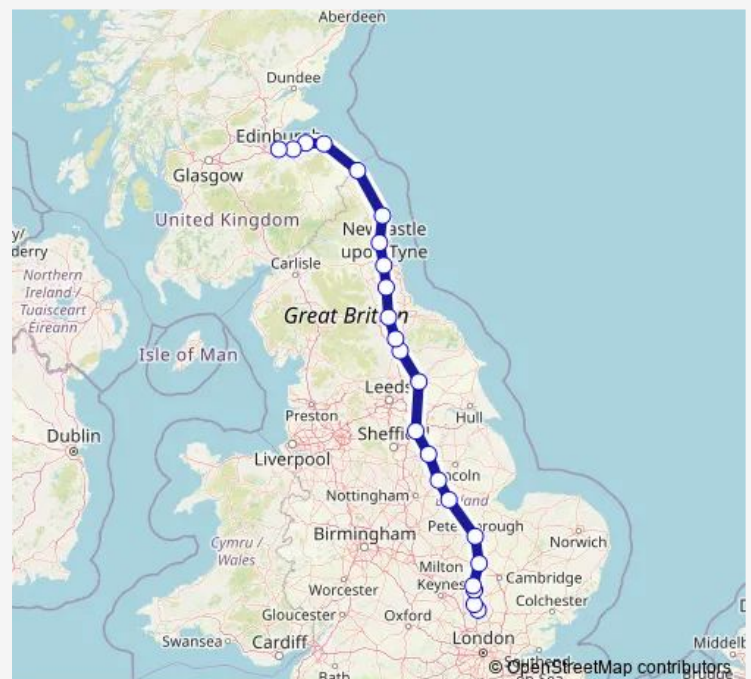 Aberdeen
Dundee
Edinburgh
Glasgow
United Kingdom
Newcastle
upon Tyne
Carlisle
Northern
Ireland /
Tuaisceart
Éireann
Great Britain
Isle of Man
Leeds
Preston
Hull
Dublin
Sheffield
Liverpool
Lincoln
Nottingham
Peterborough
Birmingham
Norwich
Cymru /
Wales
Milton
Keynes
Cambridge
Worcester
Colchester
Gloucester
Oxford
Swansea
Cardiff
London
Bath
© OpenStreetMap contributors